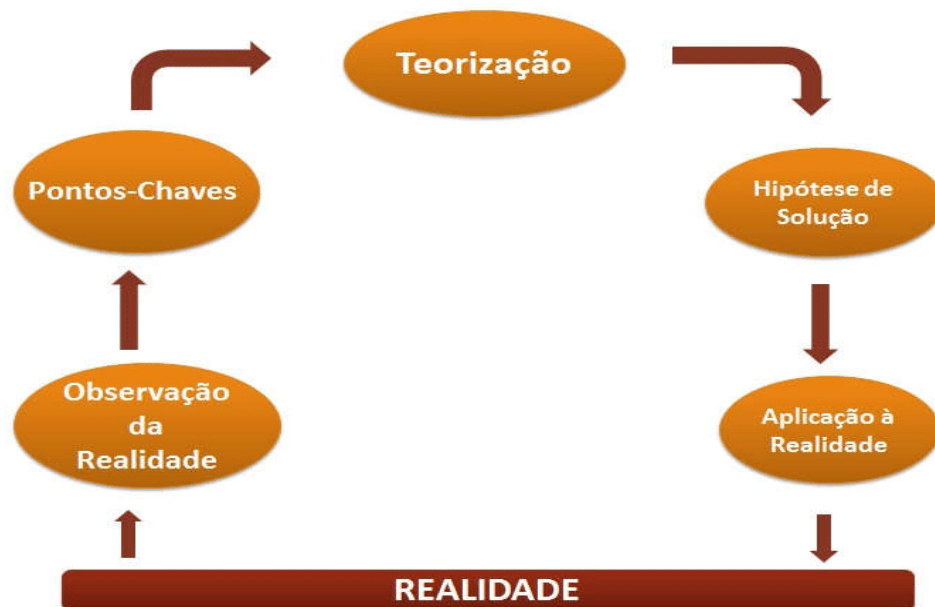 Teorização
Pontos-Chaves
Hipótese de
Solução
Observação
da
Realidade
Aplicação à
Realidade
REALIDADE